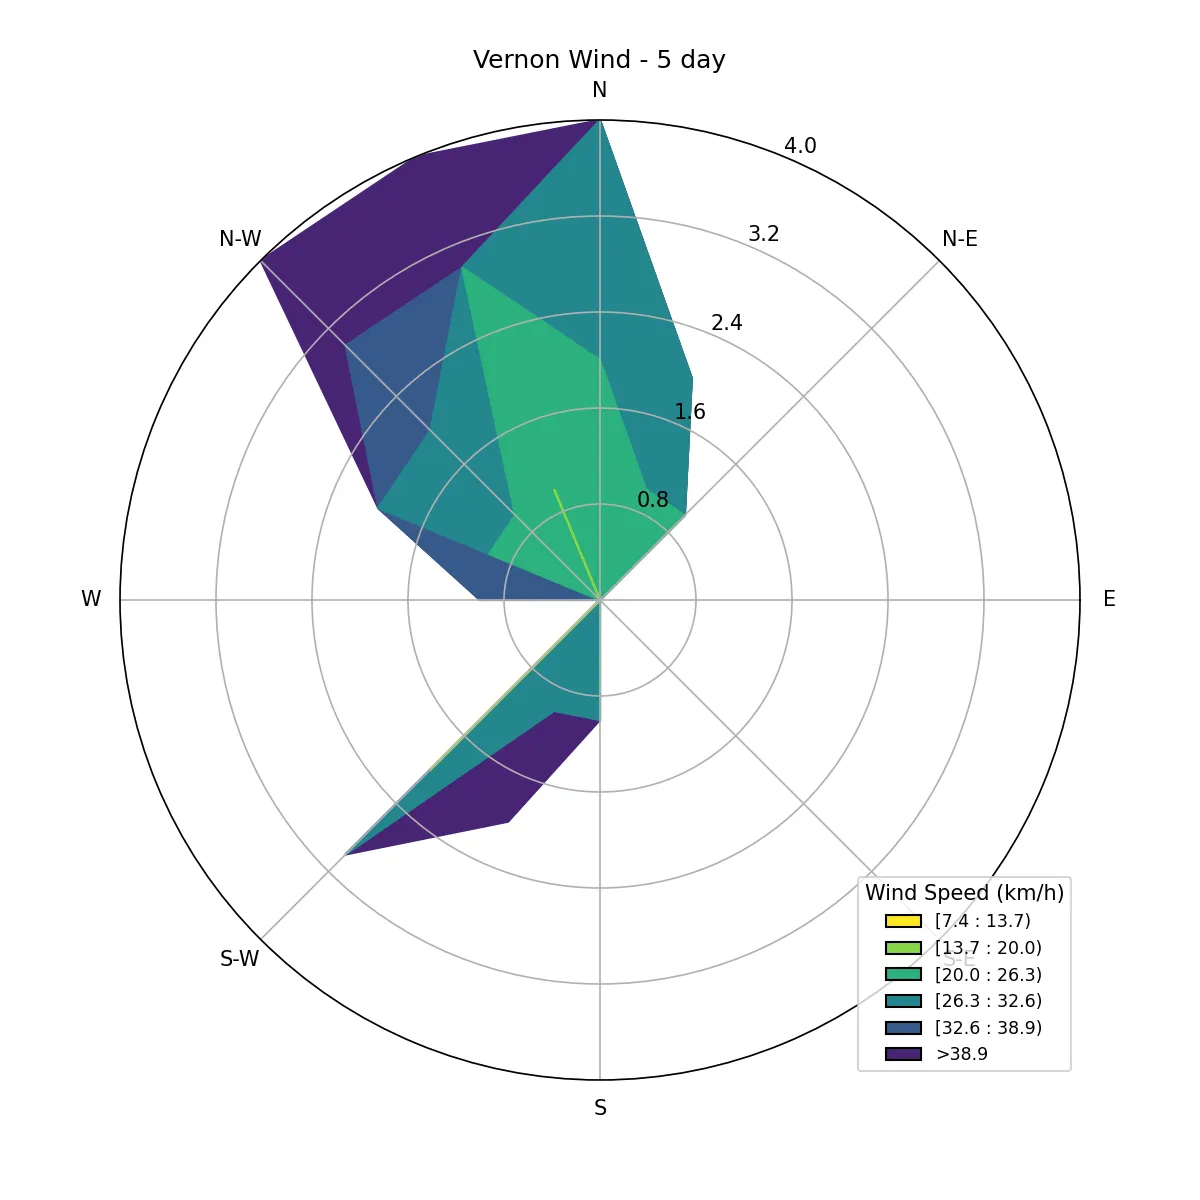 Vernon Wind - 5 day
N
4.0
N-W
N-E
3.2
2.4
1.6
0.8
W
E
S-W
S-E
S
Wind Speed (km/h)
[7.4 : 13.7)
[13.7 : 20.0)
[20.0 : 26.3)
[26.3 : 32.6)
[32.6 : 38.9)
>38.9